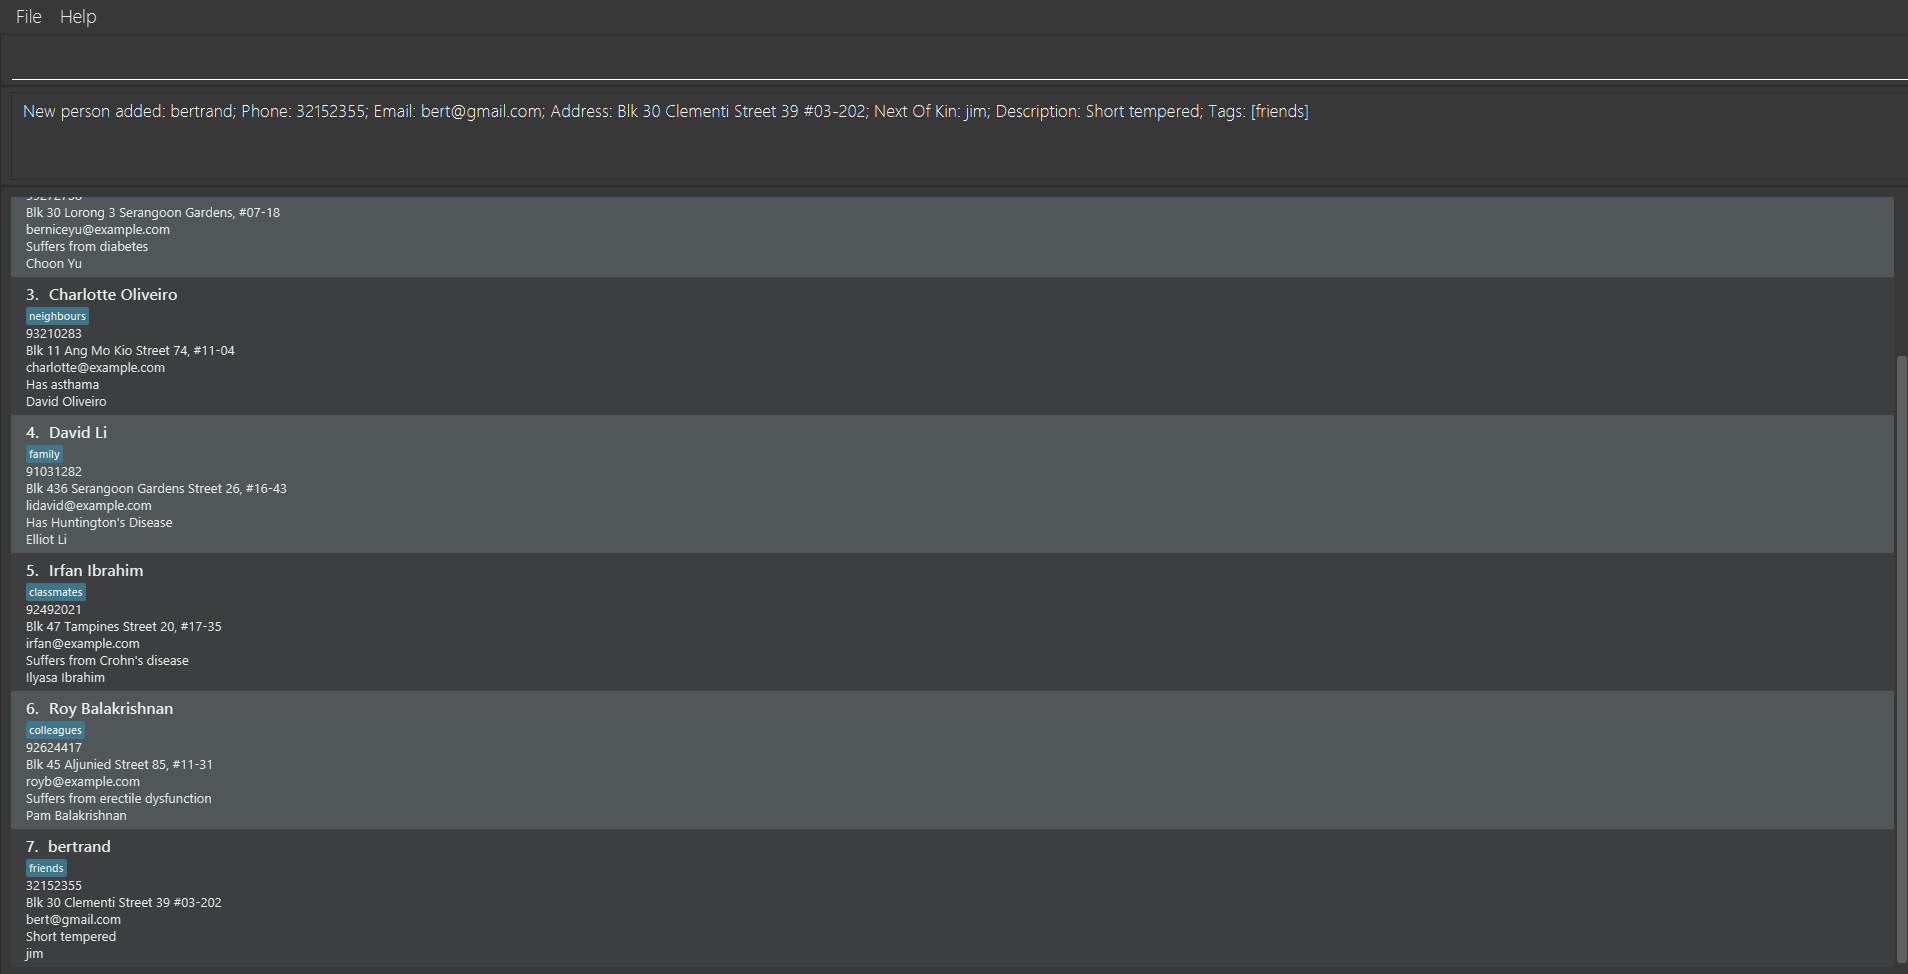 File Help
New person added: bertrand; Phone: 32152355; Email: bert@gmail.com; Address: Blk 30 Clementi Street 39 #03-202; Next Of Kin: jim; Description: Short tempered; Tags: [friends]
Blk 30 Lorong 3 Serangoon Gardens, #07-18
berniceyu@example.com
Suffers from diabetes
Choon Yu
3. Charlotte Oliveiro
neighbours
93210283
Blk 11 Ang Mo Kio Street 74, #11-04
charlotte@example.com
Has asthama
David Oliveiro
4. David Li
family
91031282
Blk 436 Serangoon Gardens Street 26, #16-43
lidavid@example.com
Has Huntington's Disease
Elliot Li
5. Irfan Ibrahim
classmates
92492021
Blk 47 Tampines Street 20, #17-35
irfan@example.com
Suffers from Crohn's disease
Ilyasa Ibrahim
6. Roy Balakrishnan
colleagues
92624417
Blk 45 Aljunied Street 85, #11-31
royb@example.com
Suffers from erectile dysfunction
Pam Balakrishnan
7. bertrand
friends
32152355
Blk 30 Clementi Street 39 #03-202
bert@gmail.com
Short tempered
jim